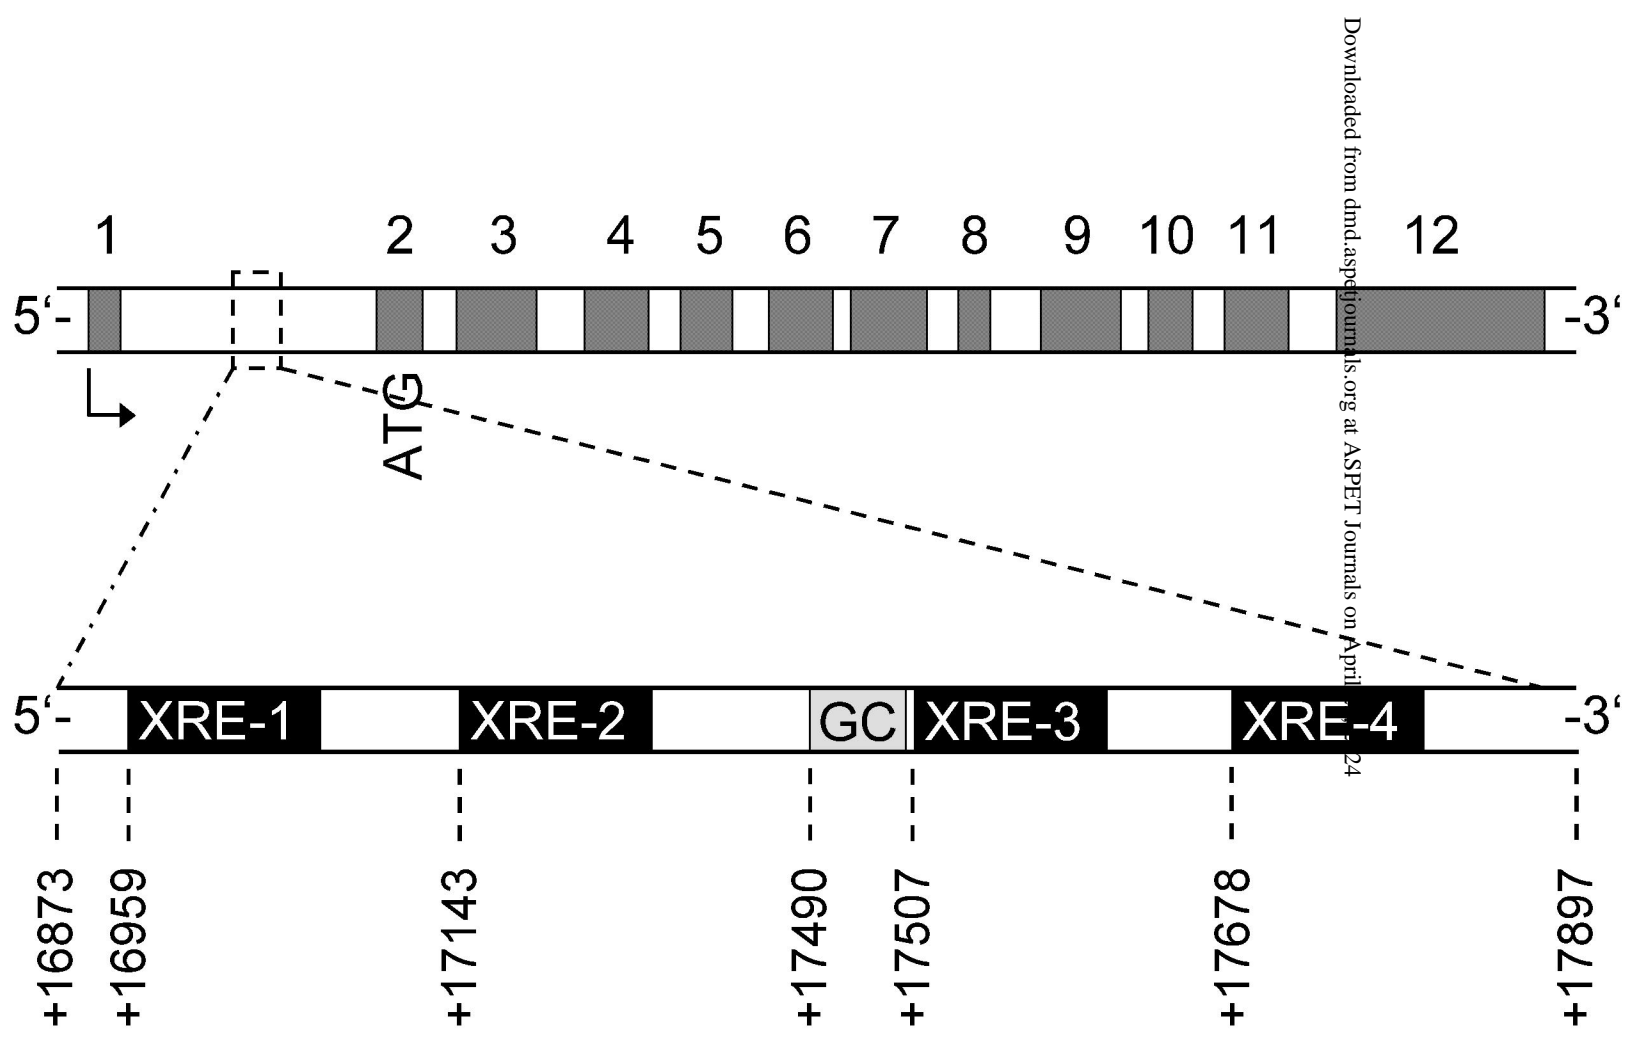 1 2 3 4 5 6 7 8 9 10 11 12
5‘- -3‘
ATG
5‘- XRE-1 XRE-2 GC XRE-3 XRE-4 -3‘
+16873 +16959 +17143 +17490 +17507 +17678 +17897
Downloaded from dmd.aspetjournals.org at ASPET Journals on April 24